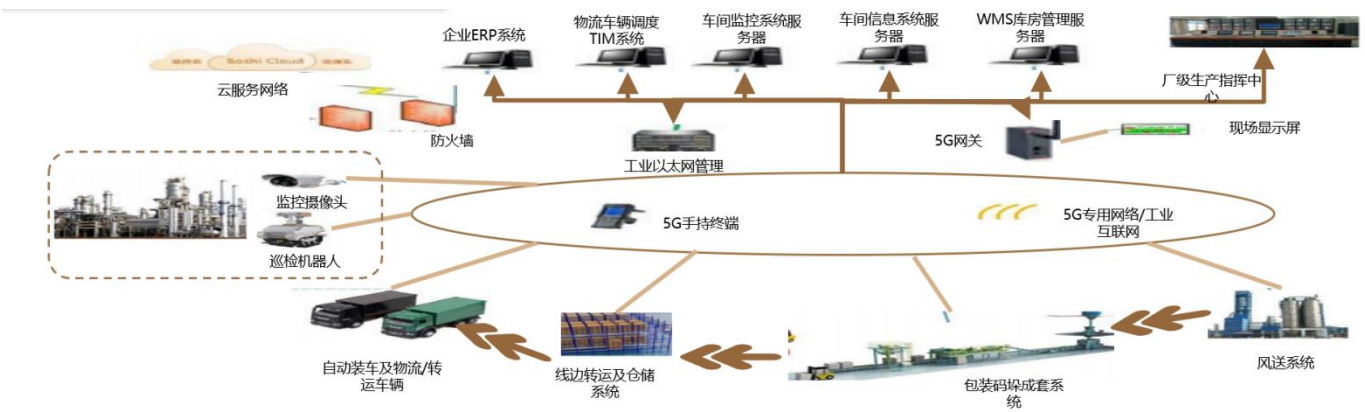 企业ERP系统
物流车辆调度
TIM系统
车间监控系统服
务器
车间信息系统服
务器
WMS库房管理服
务器
Boshi Cloud
云服务网络
厂级生产指挥中
心
防火墙
工业以太网管理
5G网关
现场显示屏
监控摄像头
5G手持终端
5G专用网络/工业
互联网
巡检机器人
自动装车及物流/转
运车辆
线边转运及仓储
系统
包装码垛成套系
统
风送系统